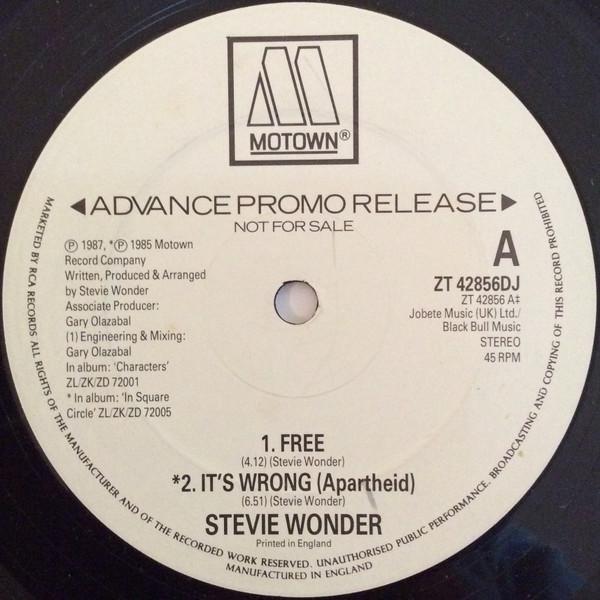 MOTOWN®
◀ADVANCE PROMO RELEASE▶
NOT FOR SALE
Ⓟ 1987, *Ⓟ 1985 Motown
Record Company
Written, Produced & Arranged
by Stevie Wonder
Associate Producer:
Gary Olazabal
(1) Engineering & Mixing:
Gary Olazabal
In album: 'Characters'
ZL/ZK/ZD 72001
* In album: 'In Square
Circle' ZL/ZK/ZD 72005
A
ZT 42856DJ
ZT 42856 A‡
Jobete Music (UK) Ltd./
Black Bull Music
STEREO
45 RPM
1. FREE
(4.12) (Stevie Wonder)
*2. IT'S WRONG (Apartheid)
(6.51) (Stevie Wonder)
STEVIE WONDER
Printed in England
MARKETED BY RCA RECORDS ALL RIGHTS OF THE MANUFACTURER AND OF THE RECORDED WORK RESERVED. UNAUTHORISED PUBLIC PERFORMANCE, BROADCASTING AND COPYING OF THIS RECORD PROHIBITED
MANUFACTURED IN ENGLAND